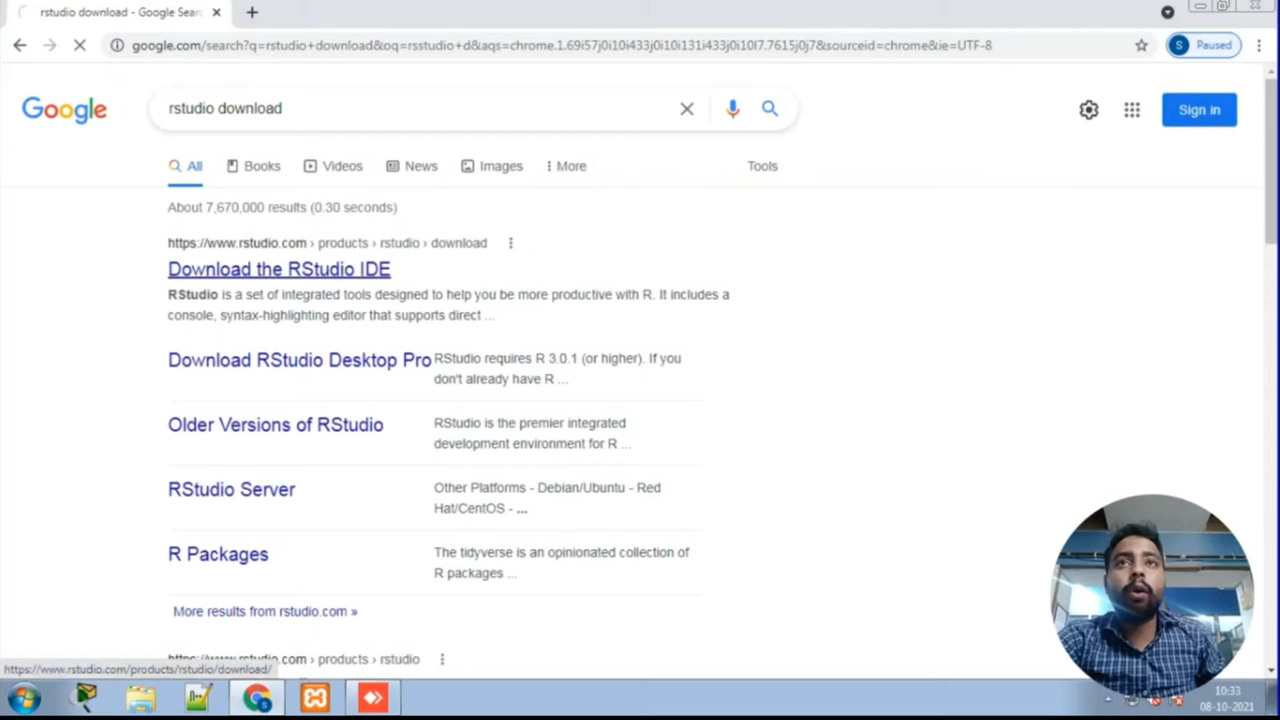 rstudio download - Google Sear
google.com/search?q=rstudio+download&oq=rsstudio+d&aqs=chrome.1.69i57j0i10i433j0i10i131i433j0i10l7.7615j0j7&sourceid=chrome&ie=UTF-8
S Paused
Google
rstudio download
Sign in
All Books Videos News Images More Tools
About 7,670,000 results (0.30 seconds)
https://www.rstudio.com › products › rstudio › download
Download the RStudio IDE
RStudio is a set of integrated tools designed to help you be more productive with R. It includes a
console, syntax-highlighting editor that supports direct ...
Download RStudio Desktop Pro
RStudio requires R 3.0.1 (or higher). If you
don't already have R ...
Older Versions of RStudio
RStudio is the premier integrated
development environment for R ...
RStudio Server
Other Platforms - Debian/Ubuntu - Red
Hat/CentOS - ...
R Packages
The tidyverse is an opinionated collection of
R packages ...
More results from rstudio.com »
https://www.rstudio.com › products › rstudio
https://www.rstudio.com/products/rstudio/download/
10:33
08-10-2021